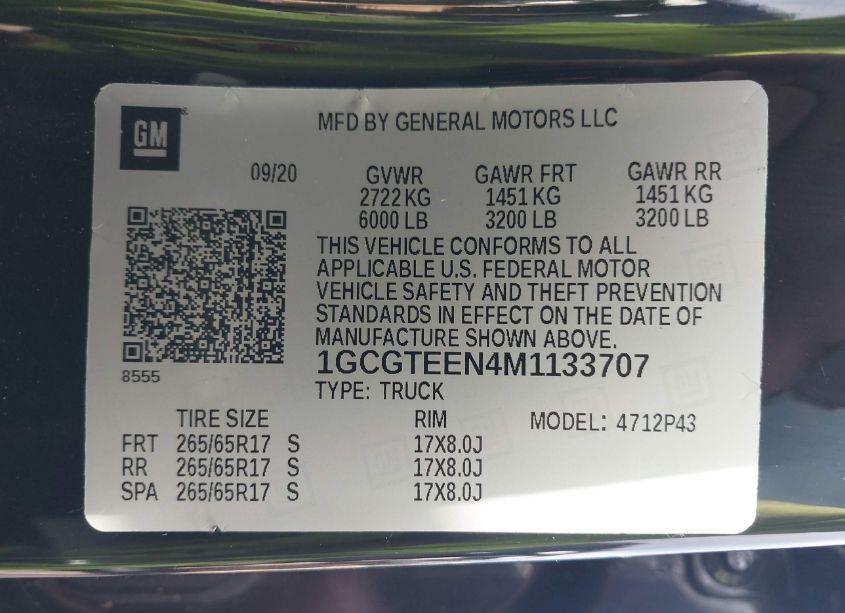 GM
MFD BY GENERAL MOTORS LLC
09/20
GVWR GAWR FRT GAWR RR
2722 KG 1451 KG 1451 KG
6000 LB 3200 LB 3200 LB
THIS VEHICLE CONFORMS TO ALL
APPLICABLE U.S. FEDERAL MOTOR
VEHICLE SAFETY AND THEFT PREVENTION
STANDARDS IN EFFECT ON THE DATE OF
MANUFACTURE SHOWN ABOVE.
1GCGTEEN4M1133707
8555
TYPE: TRUCK
TIRE SIZE RIM MODEL: 4712P43
FRT 265/65R17 S 17X8.0J
RR 265/65R17 S 17X8.0J
SPA 265/65R17 S 17X8.0J